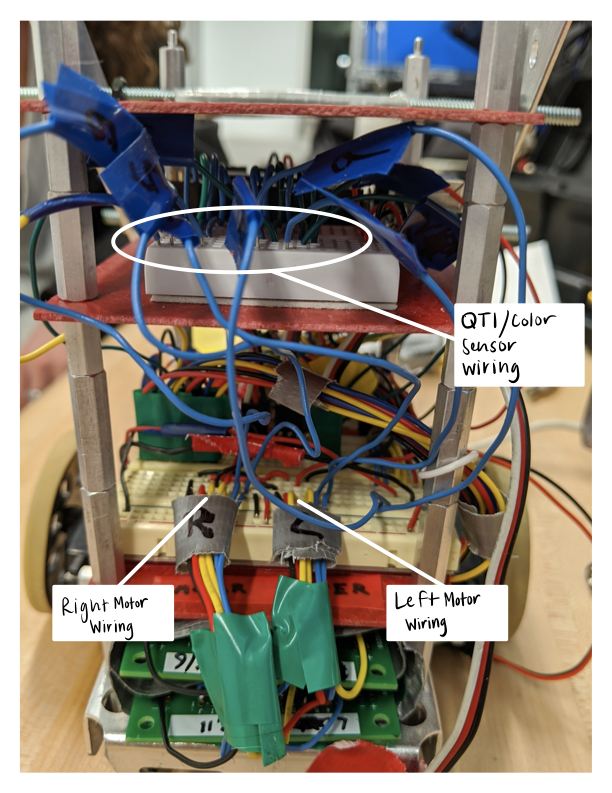 QTI/Color
Sensor
Wiring
R
L
Right Motor
Wiring
Left Motor
Wiring